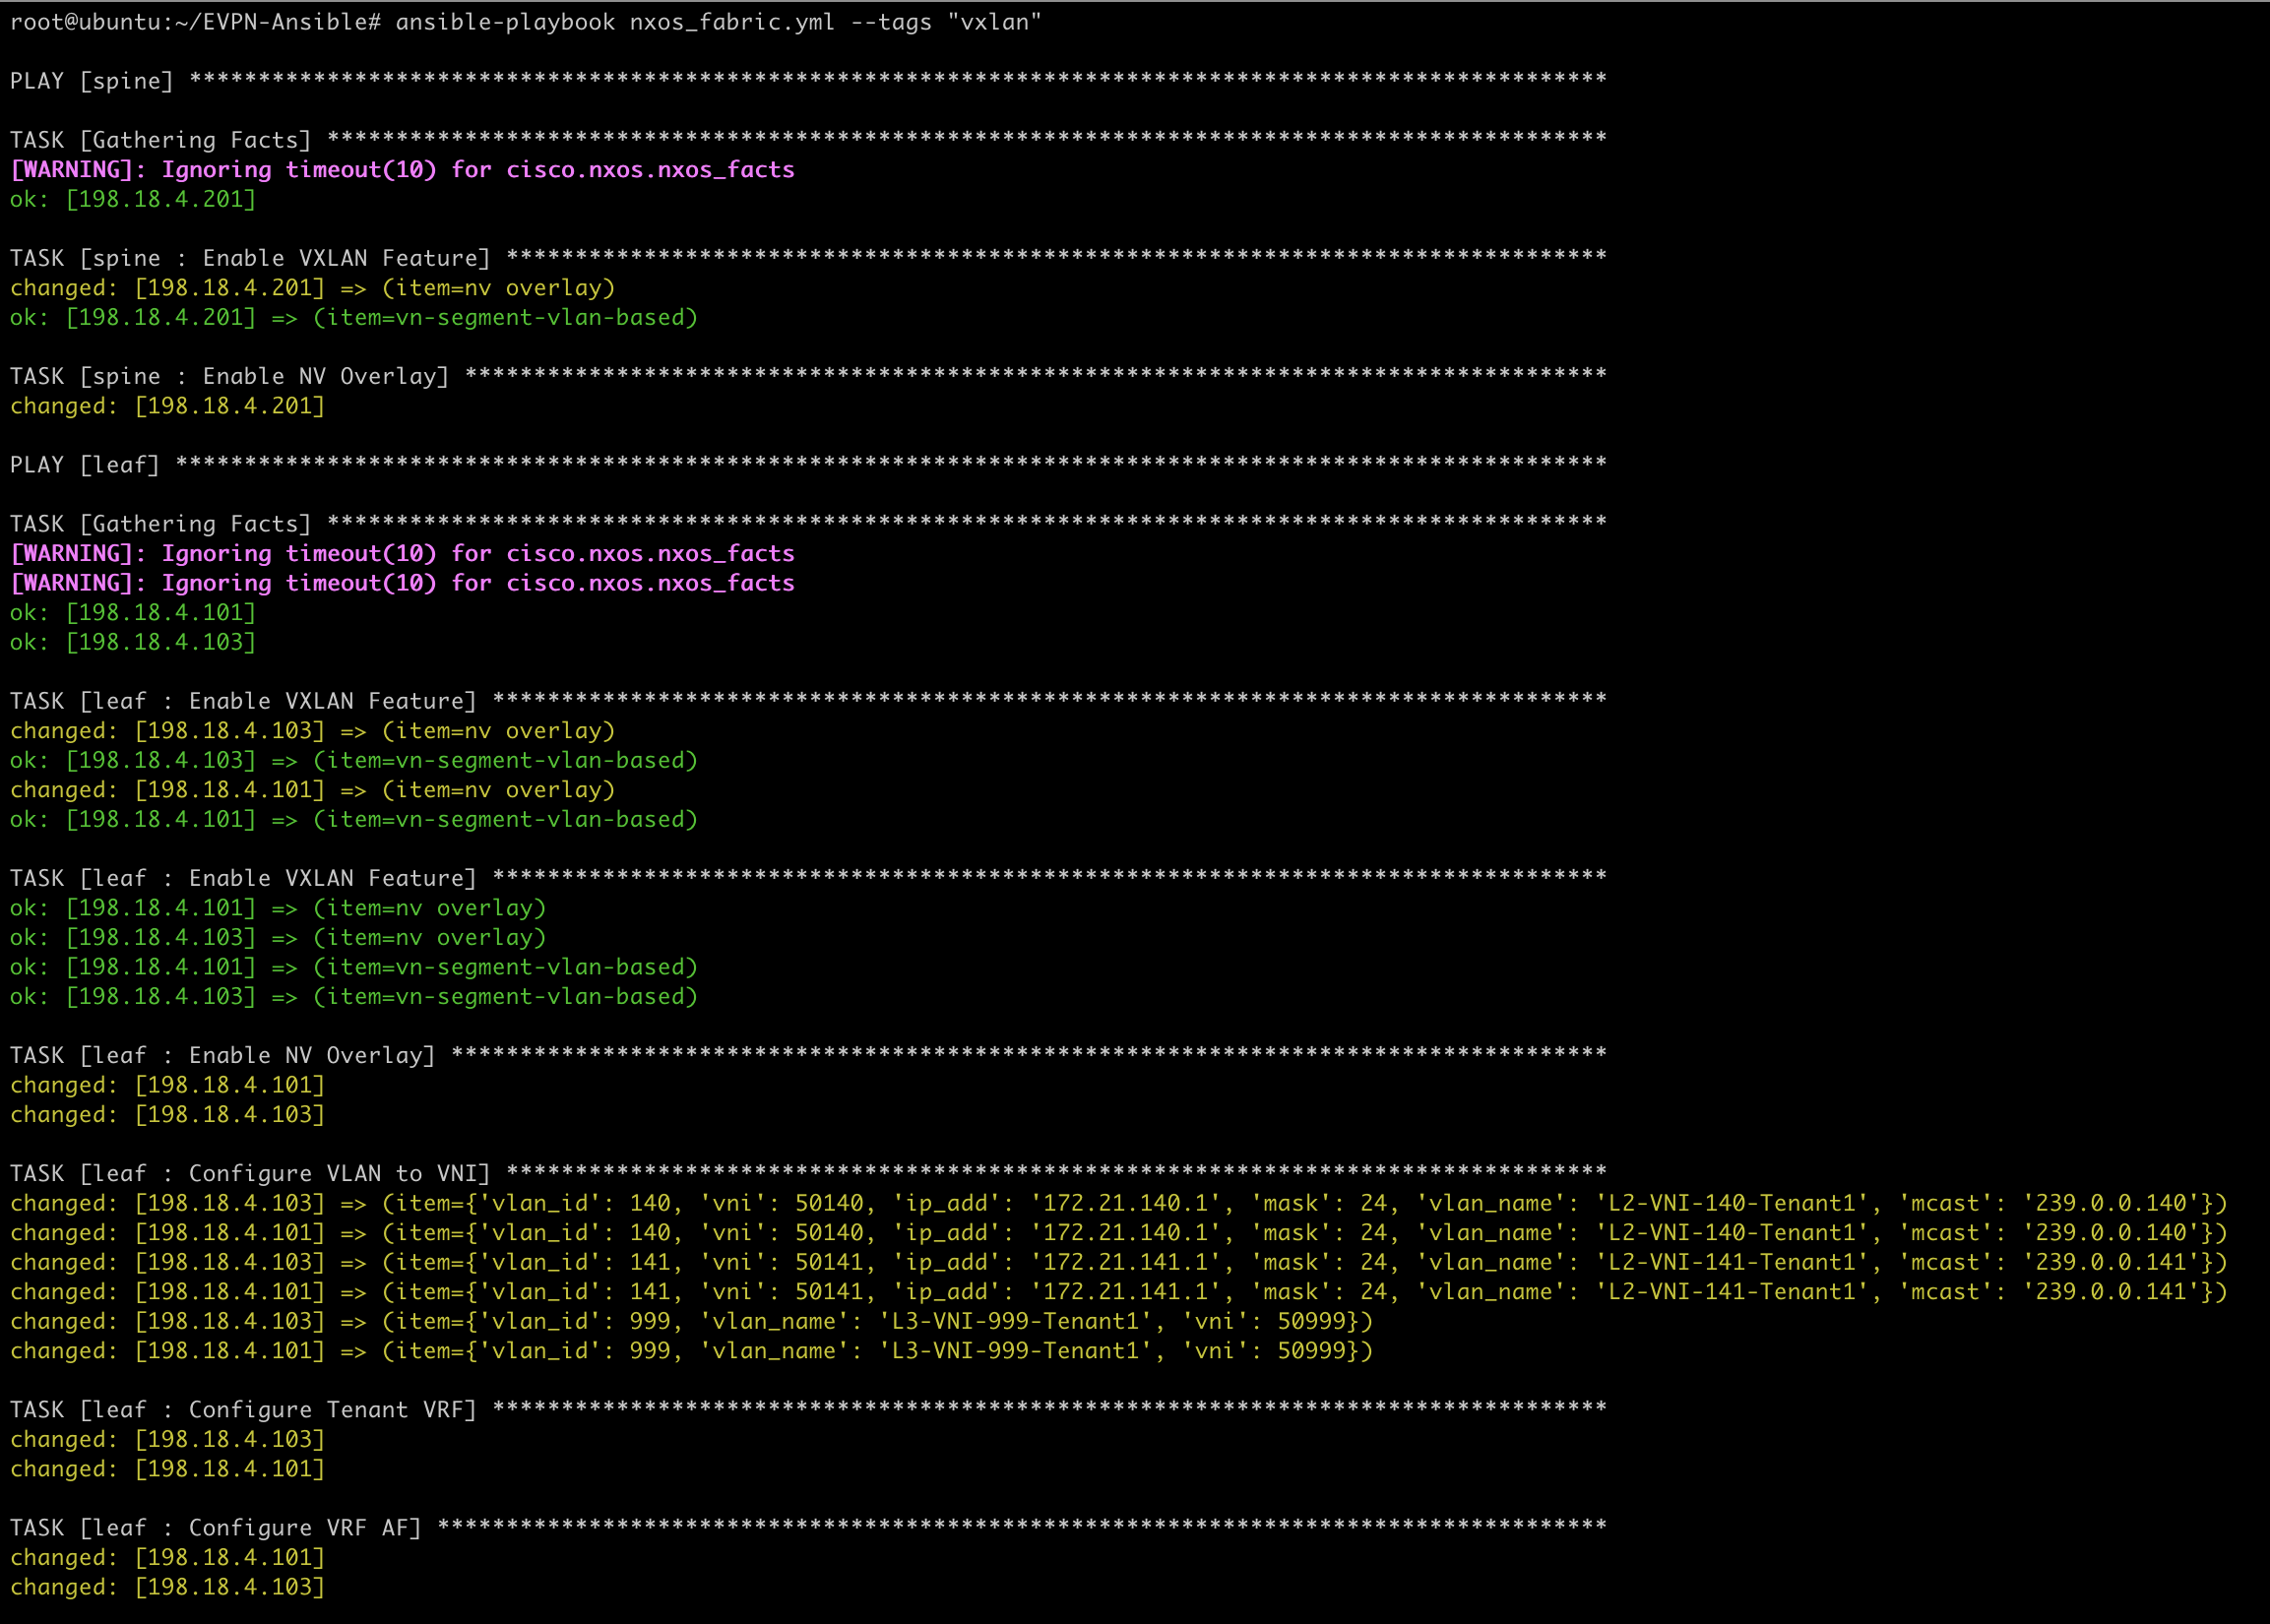 root@ubuntu:~/EVPN-Ansible# ansible-playbook nxos_fabric.yml --tags "vxlan"
PLAY [spine] *******************************************************************************************************
TASK [Gathering Facts] *********************************************************************************************
[WARNING]: Ignoring timeout(10) for cisco.nxos.nxos_facts
ok: [198.18.4.201]
TASK [spine : Enable VXLAN Feature] ********************************************************************************
changed: [198.18.4.201] => (item=nv overlay)
ok: [198.18.4.201] => (item=vn-segment-vlan-based)
TASK [spine : Enable NV Overlay] ***********************************************************************************
changed: [198.18.4.201]
PLAY [leaf] ********************************************************************************************************
TASK [Gathering Facts] *********************************************************************************************
[WARNING]: Ignoring timeout(10) for cisco.nxos.nxos_facts
[WARNING]: Ignoring timeout(10) for cisco.nxos.nxos_facts
ok: [198.18.4.101]
ok: [198.18.4.103]
TASK [leaf : Enable VXLAN Feature] *********************************************************************************
changed: [198.18.4.103] => (item=nv overlay)
ok: [198.18.4.103] => (item=vn-segment-vlan-based)
changed: [198.18.4.101] => (item=nv overlay)
ok: [198.18.4.101] => (item=vn-segment-vlan-based)
TASK [leaf : Enable VXLAN Feature] *********************************************************************************
ok: [198.18.4.101] => (item=nv overlay)
ok: [198.18.4.103] => (item=nv overlay)
ok: [198.18.4.101] => (item=vn-segment-vlan-based)
ok: [198.18.4.103] => (item=vn-segment-vlan-based)
TASK [leaf : Enable NV Overlay] ************************************************************************************
changed: [198.18.4.101]
changed: [198.18.4.103]
TASK [leaf : Configure VLAN to VNI] ********************************************************************************
changed: [198.18.4.103] => (item={'vlan_id': 140, 'vni': 50140, 'ip_add': '172.21.140.1', 'mask': 24, 'vlan_name': 'L2-VNI-140-Tenant1', 'mcast': '239.0.0.140'})
changed: [198.18.4.101] => (item={'vlan_id': 140, 'vni': 50140, 'ip_add': '172.21.140.1', 'mask': 24, 'vlan_name': 'L2-VNI-140-Tenant1', 'mcast': '239.0.0.140'})
changed: [198.18.4.103] => (item={'vlan_id': 141, 'vni': 50141, 'ip_add': '172.21.141.1', 'mask': 24, 'vlan_name': 'L2-VNI-141-Tenant1', 'mcast': '239.0.0.141'})
changed: [198.18.4.101] => (item={'vlan_id': 141, 'vni': 50141, 'ip_add': '172.21.141.1', 'mask': 24, 'vlan_name': 'L2-VNI-141-Tenant1', 'mcast': '239.0.0.141'})
changed: [198.18.4.103] => (item={'vlan_id': 999, 'vlan_name': 'L3-VNI-999-Tenant1', 'vni': 50999})
changed: [198.18.4.101] => (item={'vlan_id': 999, 'vlan_name': 'L3-VNI-999-Tenant1', 'vni': 50999})
TASK [leaf : Configure Tenant VRF] *********************************************************************************
changed: [198.18.4.103]
changed: [198.18.4.101]
TASK [leaf : Configure VRF AF] *************************************************************************************
changed: [198.18.4.101]
changed: [198.18.4.103]